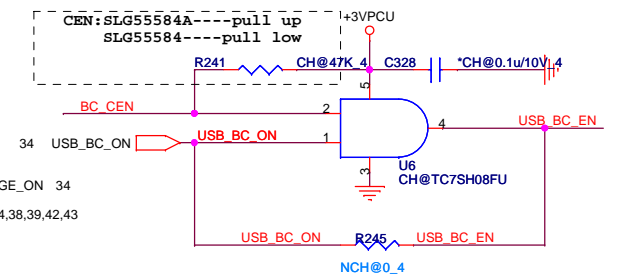 CEN:SLG55584A----pull up
SLG55584----pull low
+3VPCU
R241
CH@47K_4
C328
*CH@0.1u/10V_4
5
BC_CEN
2
4
USB_BC_EN
34
USB_BC_ON
USB_BC_ON
1
3
U6
CH@TC7SH08FU
GE_ON 34
4,38,39,42,43
USB_BC_ON
R245
USB_BC_EN
NCH@0_4